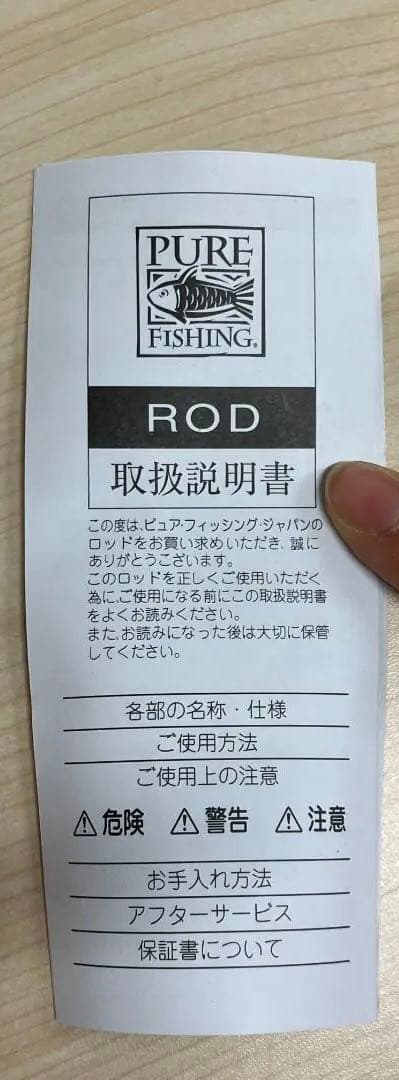 PURE
FISHING®
ROD
取扱説明書
この度は、ピュア・フィッシング・ジャパンの
ロッドをお買い求めいただき、誠に
ありがとうございます。
このロッドを正しくご使用いただく
為に、ご使用になる前にこの取扱説明書
をよくお読みください。
また、お読みになった後は大切に保管
してください。
各部の名称・仕様
ご使用方法
ご使用上の注意
⚠危険 ⚠警告 ⚠注意
お手入れ方法
アフターサービス
保証書について